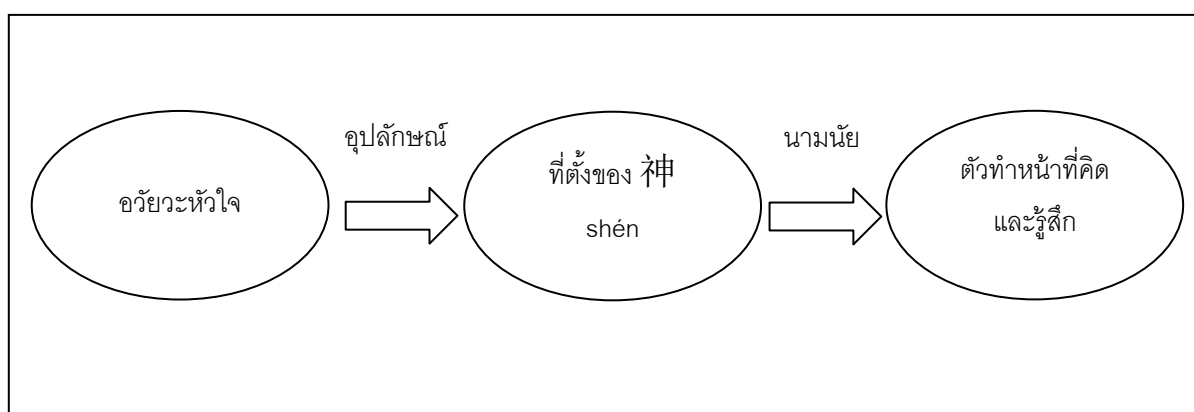 อวัยวะหัวใจ
อุปลักษณ์
ที่ตั้งของ 神
shén
นามนัย
ตัวทำหน้าที่คิด
และรู้สึก